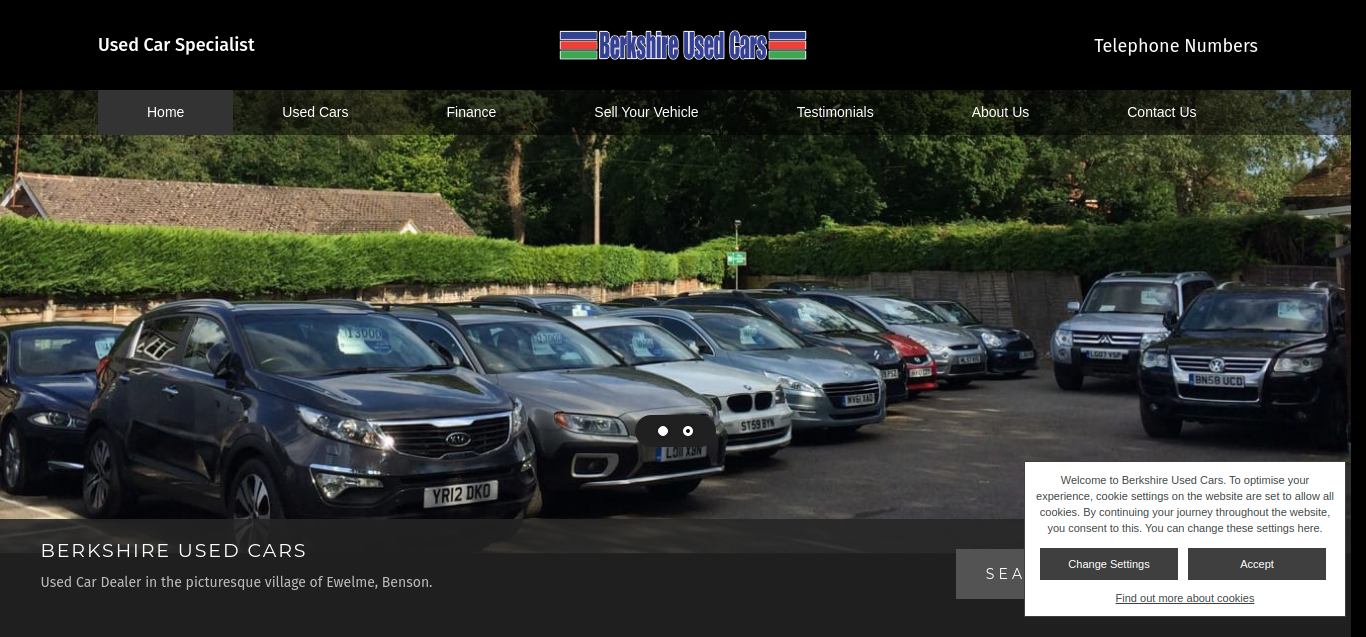 Used Car Specialist
Berkshire Used Cars
Telephone Numbers
Home
Used Cars
Finance
Sell Your Vehicle
Testimonials
About Us
Contact Us
13000
YR12 DKO
ST59 BYN
LG07 VSP
BN58 UCD
BERKSHIRE USED CARS
Used Car Dealer in the picturesque village of Ewelme, Benson.
SEA
Welcome to Berkshire Used Cars. To optimise your
experience, cookie settings on the website are set to allow all
cookies. By continuing your journey throughout the website,
you consent to this. You can change these settings here.
Change Settings
Accept
Find out more about cookies